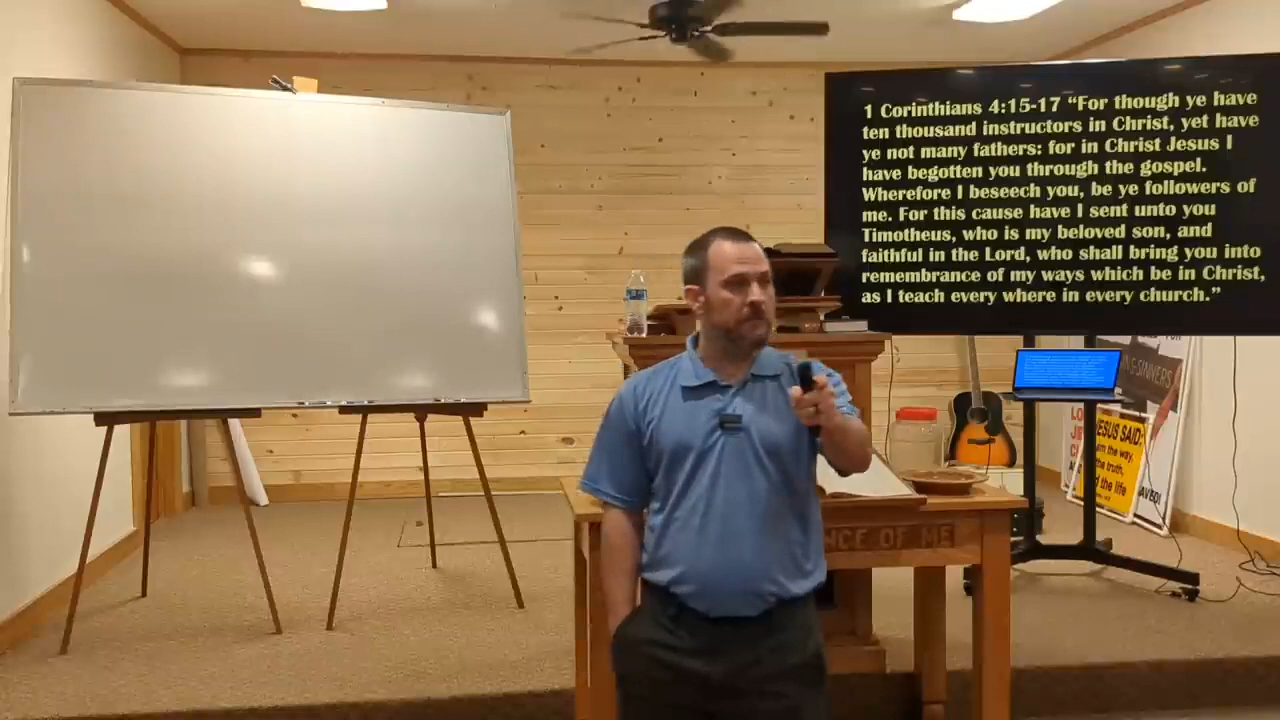 1 Corinthians 4:15-17 “For though ye have
ten thousand instructors in Christ, yet have
ye not many fathers: for in Christ Jesus I
have begotten you through the gospel.
Wherefore I beseech you, be ye followers of
me. For this cause have I sent unto you
Timotheus, who is my beloved son, and
faithful in the Lord, who shall bring you into
remembrance of my ways which be in Christ,
as I teach every where in every church.”
SINNERS
JESUS SAID:
the truth,
the life
OF ME